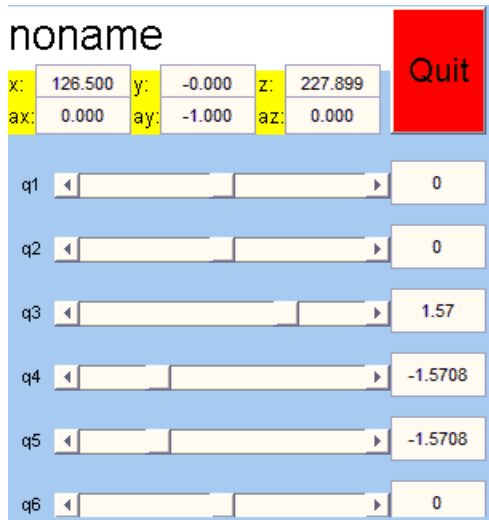 noname
Quit
x: 126.500 y: -0.000 z: 227.899
ax: 0.000 ay: -1.000 az: 0.000
q1 0
q2 0
q3 1.57
q4 -1.5708
q5 -1.5708
q6 0